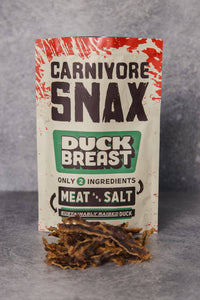 CARNIVORE
SNAX
DUCK
BREAST
ONLY 2 INGREDIENTS
MEAT SALT
SUSTAINABLY RAISED DUCK